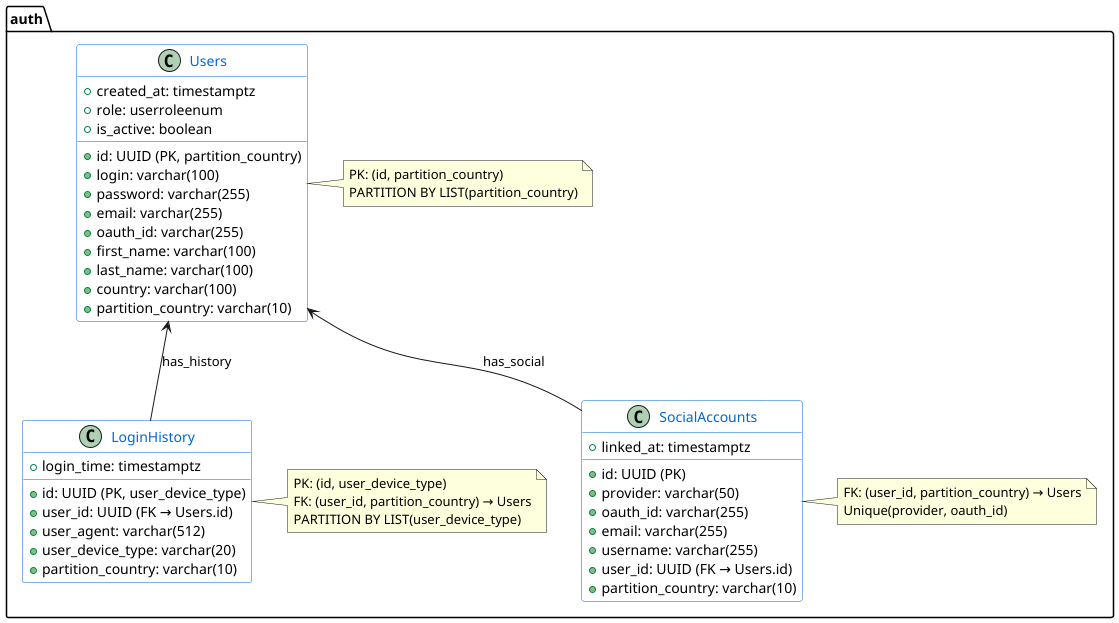 auth
C Users
created_at: timestamptz
role: userroleenum
is_active: boolean
id: UUID (PK, partition_country)
login: varchar(100)
password: varchar(255)
email: varchar(255)
oauth_id: varchar(255)
first_name: varchar(100)
last_name: varchar(100)
country: varchar(100)
partition_country: varchar(10)
PK: (id, partition_country)
PARTITION BY LIST(partition_country)
has_history
has_social
C LoginHistory
login_time: timestamptz
id: UUID (PK, user_device_type)
user_id: UUID (FK → Users.id)
user_agent: varchar(512)
user_device_type: varchar(20)
partition_country: varchar(10)
PK: (id, user_device_type)
FK: (user_id, partition_country) → Users
PARTITION BY LIST(user_device_type)
C SocialAccounts
linked_at: timestamptz
id: UUID (PK)
provider: varchar(50)
oauth_id: varchar(255)
email: varchar(255)
username: varchar(255)
user_id: UUID (FK → Users.id)
partition_country: varchar(10)
FK: (user_id, partition_country) → Users
Unique(provider, oauth_id)